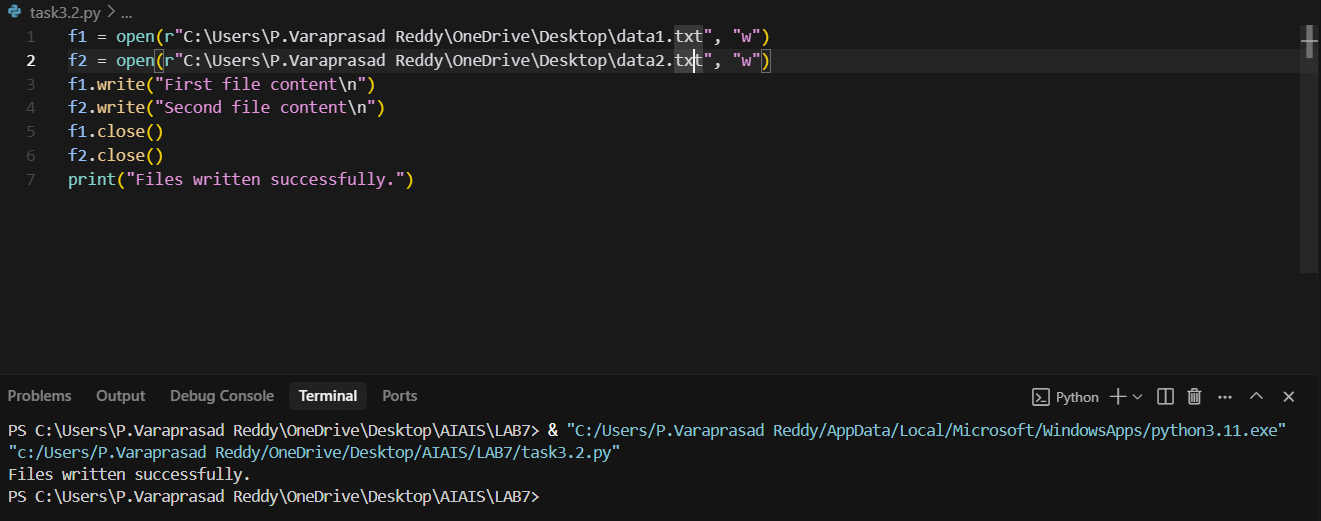 task3.2.py > ...
1 f1 = open(r"C:\Users\P.Varaprasad Reddy\OneDrive\Desktop\data1.txt", "w")
2 f2 = open(r"C:\Users\P.Varaprasad Reddy\OneDrive\Desktop\data2.txt", "w")
3 f1.write("First file content\n")
4 f2.write("Second file content\n")
5 f1.close()
6 f2.close()
7 print("Files written successfully.")
Problems Output Debug Console Terminal Ports Python
PS C:\Users\P.Varaprasad Reddy\OneDrive\Desktop\AIAIS\LAB7> & "C:/Users/P.Varaprasad Reddy/AppData/Local/Microsoft/WindowsApps/python3.11.exe"
"c:/Users/P.Varaprasad Reddy/OneDrive/Desktop/AIAIS/LAB7/task3.2.py"
Files written successfully.
PS C:\Users\P.Varaprasad Reddy\OneDrive\Desktop\AIAIS\LAB7>